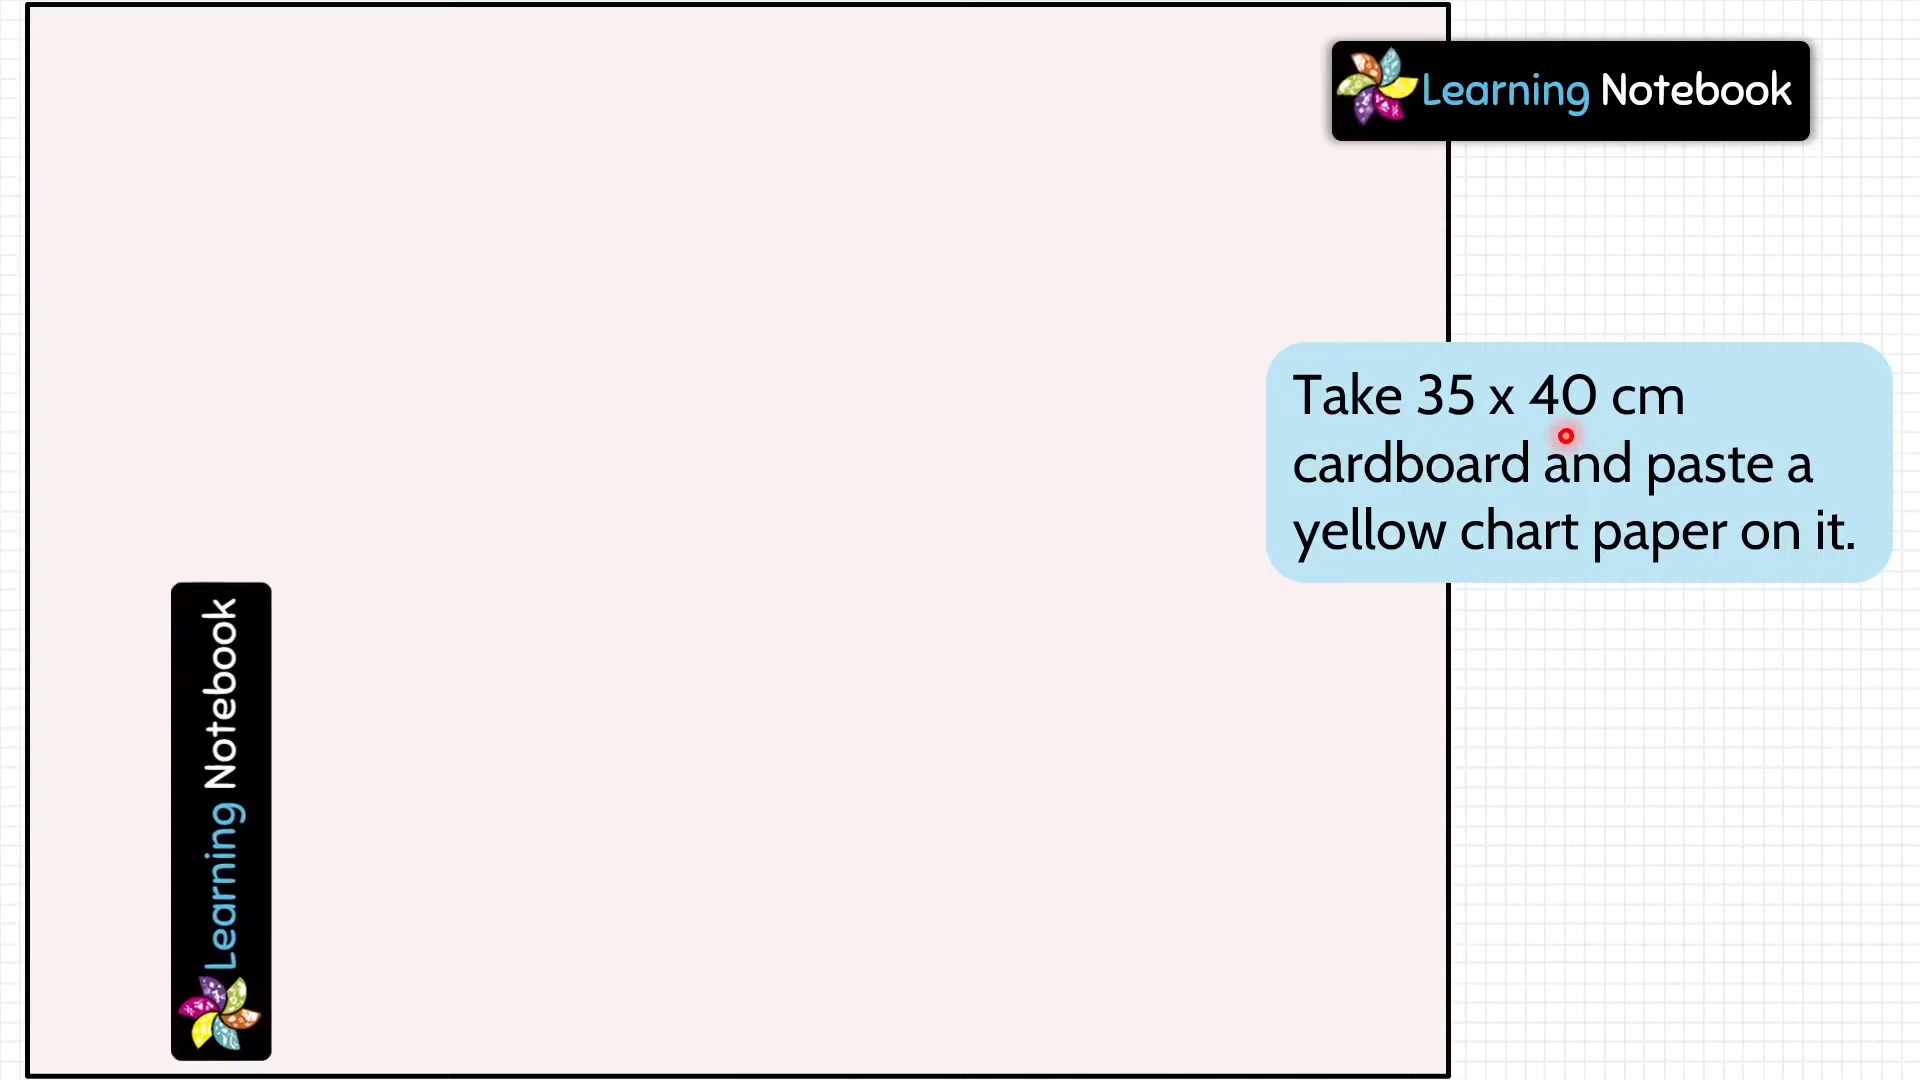 Learning Notebook
Take 35 x 40 cm
cardboard and paste a
yellow chart paper on it.
Learning Notebook